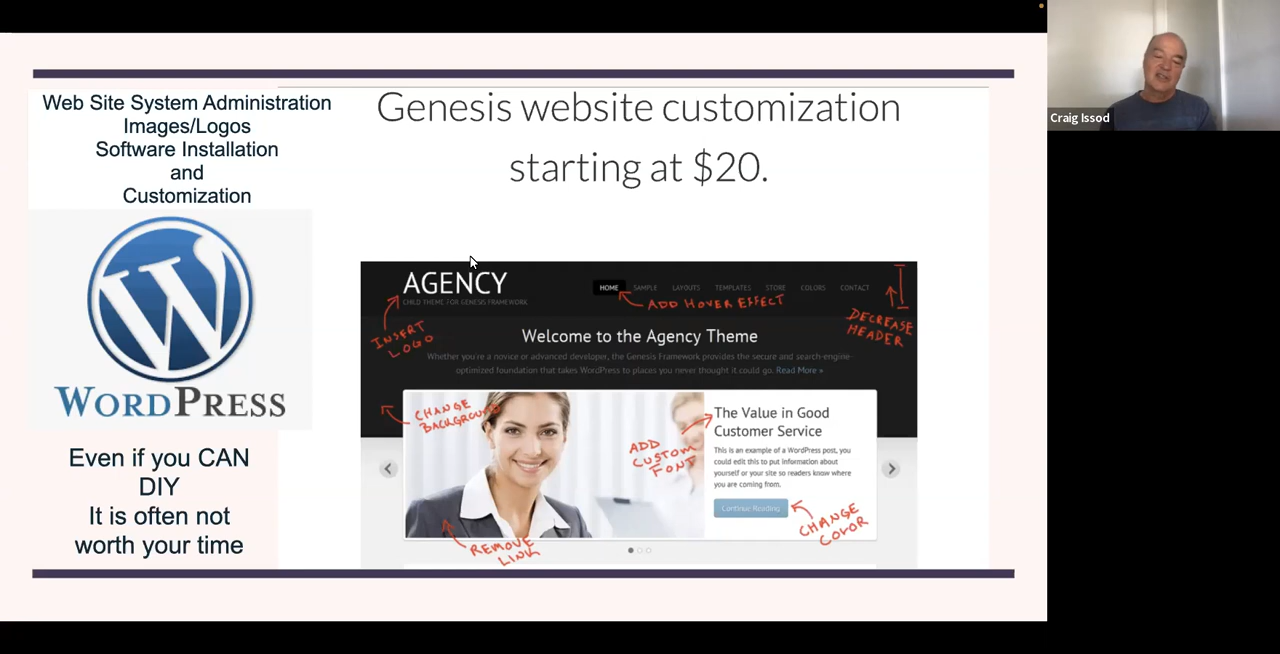 Web Site System Administration
Images/Logos
Software Installation
and
Customization
WORDPRESS
Even if you CAN
DIY
It is often not
worth your time
Genesis website customization
starting at $20.
AGENCY
CHILD THEME FOR GENESIS FRAMEWORK
HOME SAMPLE LAYOUTS TEMPLATES STORE COLORS CONTACT
ADD HOVER EFFECT
INSERT
LOGO
DECREASE
HEADER
Welcome to the Agency Theme
Whether you're a novice or advanced developer, the Genesis Framework provides the secure and search-engine-
optimized foundation that takes WordPress to places you never thought it could go. Read More »
CHANGE
BACKGROUND
ADD
CUSTOM
FONT
The Value in Good
Customer Service
This is an example of a WordPress post, you
could edit this to put information about
yourself or your site so readers know where
you are coming from.
Continue Reading
CHANGE
COLOR
REMOVE
LINK
Craig Issod